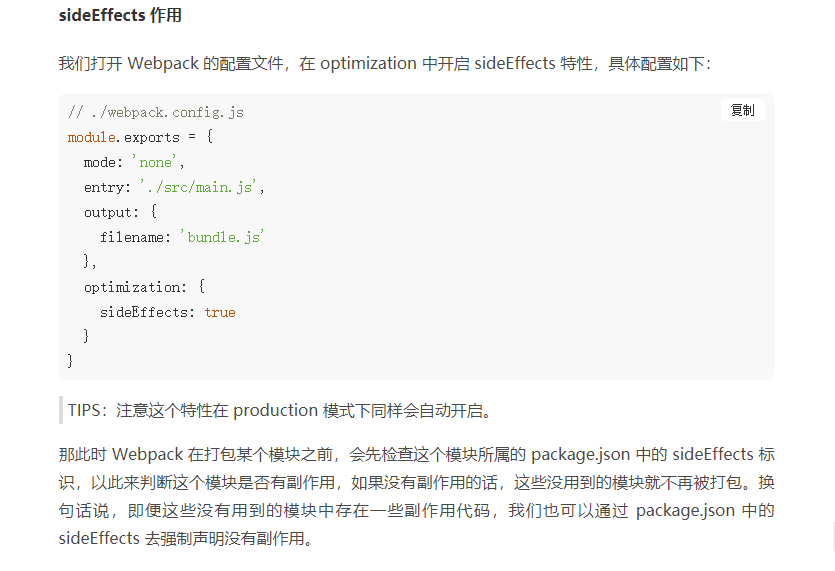 sideEffects 作用
我们打开 Webpack 的配置文件，在 optimization 中开启 sideEffects 特性，具体配置如下：
复制
// ./webpack.config.js
module.exports = {
  mode: 'none',
  entry: './src/main.js',
  output: {
    filename: 'bundle.js'
  },
  optimization: {
    sideEffects: true
  }
}
TIPS：注意这个特性在 production 模式下同样会自动开启。
那此时 Webpack 在打包某个模块之前，会先检查这个模块所属的 package.json 中的 sideEffects 标
识，以此来判断这个模块是否有副作用，如果没有副作用的话，这些没用到的模块就不再被打包。换
句话说，即便这些没有用到的模块中存在一些副作用代码，我们也可以通过 package.json 中的
sideEffects 去强制声明没有副作用。